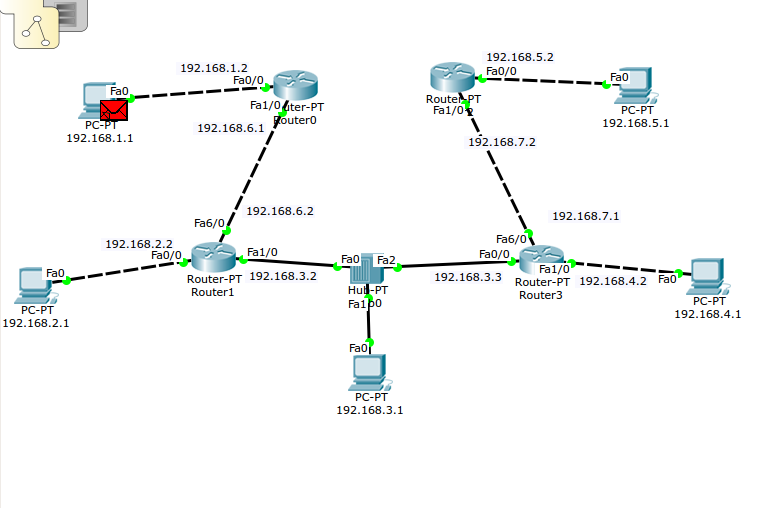 192.168.1.2
Fa0/0
Fa0
PC-PT
192.168.1.1
Fa1/0
Router-PT
Router0
192.168.6.1
192.168.5.2
Fa0/0
Fa0
Router-PT
Fa1/0
PC-PT
192.168.5.1
192.168.7.2
192.168.6.2
Fa6/0
192.168.2.2
Fa0/0
Fa1/0
Fa0
Router-PT
Router1
PC-PT
192.168.2.1
192.168.3.2
Fa0
Fa2
Hub-PT
Fa1
192.168.3.3
192.168.7.1
Fa6/0
Fa0/0
Fa1/0
Router-PT
Router3
192.168.4.2
Fa0
PC-PT
192.168.4.1
Fa0
PC-PT
192.168.3.1